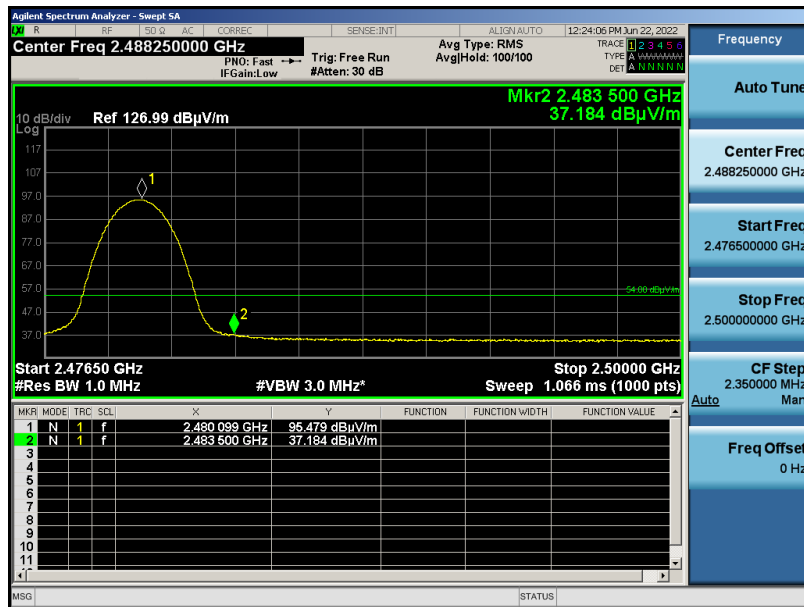 Agilent Spectrum Analyzer - Swept SA
LXI R RF 50 Ω AC CORREC SENSE:INT ALIGN AUTO 12:24:06 PM Jun 22, 2022
Center Freq 2.488250000 GHz
PNO: Fast
IFGain:Low
Trig: Free Run
#Atten: 30 dB
Avg Type: RMS
Avg|Hold: 100/100
TRACE 1 2 3 4 5 6
TYPE A
DET A N N N N N
Mkr2 2.483 500 GHz
37.184 dBµV/m
10 dB/div Ref 126.99 dBµV/m
Log
117
107
97.0
87.0
77.0
67.0
57.0
47.0
37.0
1
2
54.00 dBµV/m
Start 2.47650 GHz Stop 2.50000 GHz
#Res BW 1.0 MHz #VBW 3.0 MHz* Sweep 1.066 ms (1000 pts)
MKR MODE TRC SCL X Y FUNCTION FUNCTION WIDTH FUNCTION VALUE
1 N 1 f 2.480 099 GHz 95.479 dBµV/m
2 N 1 f 2.483 500 GHz 37.184 dBµV/m
3
4
5
6
7
8
9
10
11
MSG STATUS
Frequency
Auto Tune
Center Freq
2.488250000 GHz
Start Freq
2.476500000 GHz
Stop Freq
2.500000000 GHz
CF Step
2.350000 MHz
Auto Man
Freq Offset
0 Hz